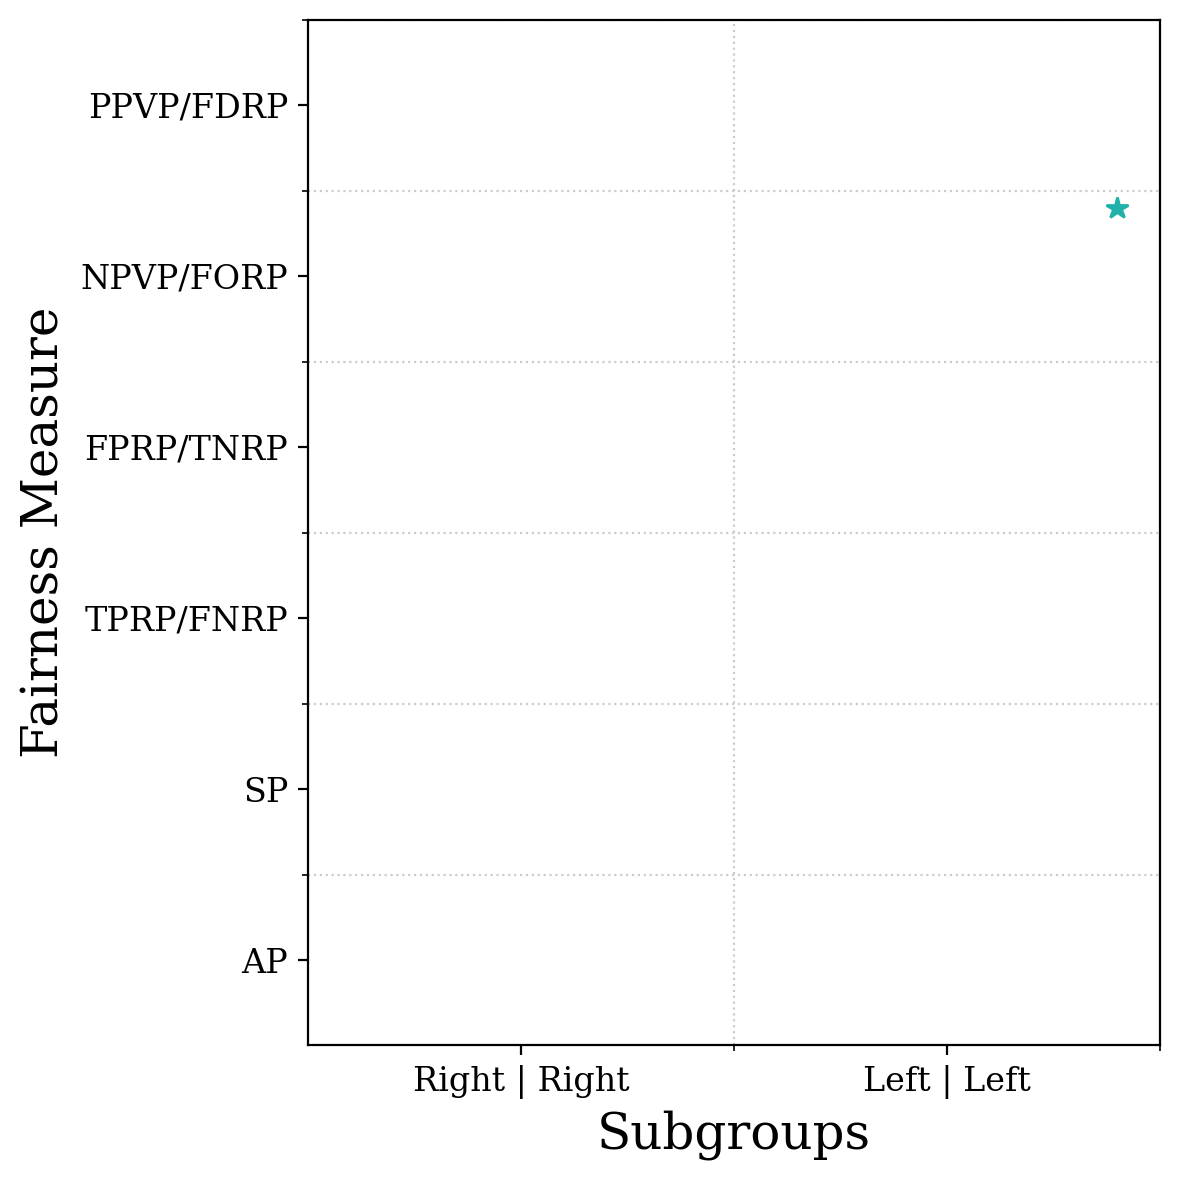 PPVP/FDRP
NPVP/FORP
FPRP/TNRP
TPRP/FNRP
SP
AP
Fairness Measure
Right | Right
Left | Left
Subgroups